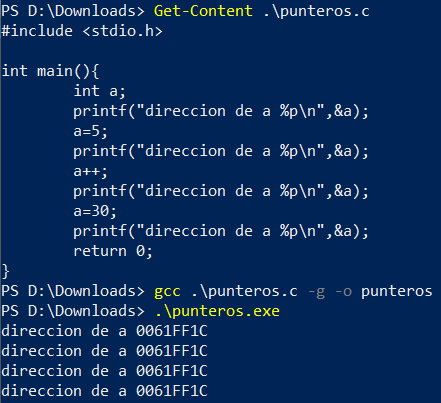 PS D:\Downloads> Get-Content .\punteros.c
#include <stdio.h>

int main(){
        int a;
        printf("direccion de a %p\n",&a);
        a=5;
        printf("direccion de a %p\n",&a);
        a++;
        printf("direccion de a %p\n",&a);
        a=30;
        printf("direccion de a %p\n",&a);
        return 0;
}
PS D:\Downloads> gcc .\punteros.c -g -o punteros
PS D:\Downloads> .\punteros.exe
direccion de a 0061FF1C
direccion de a 0061FF1C
direccion de a 0061FF1C
direccion de a 0061FF1C